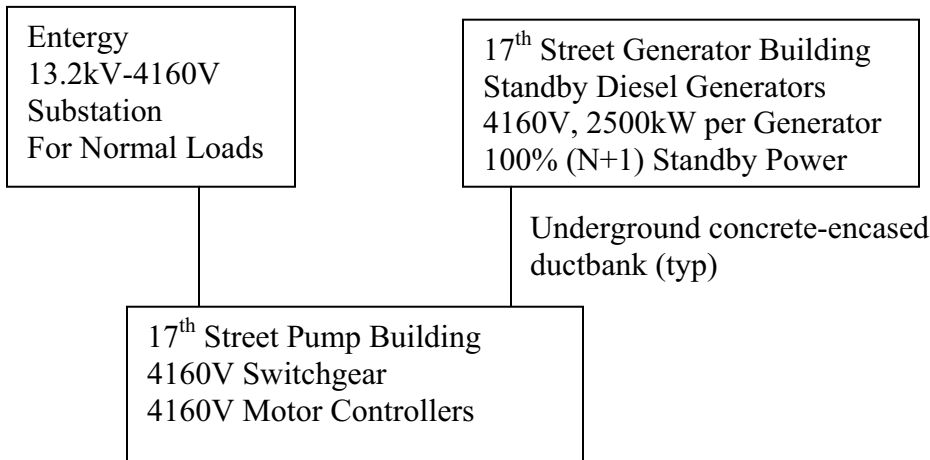 Entergy
13.2kV-4160V
Substation
For Normal Loads
17th Street Generator Building
Standby Diesel Generators
4160V, 2500kW per Generator
100% (N+1) Standby Power
Underground concrete-encased
ductbank (typ)
17th Street Pump Building
4160V Switchgear
4160V Motor Controllers